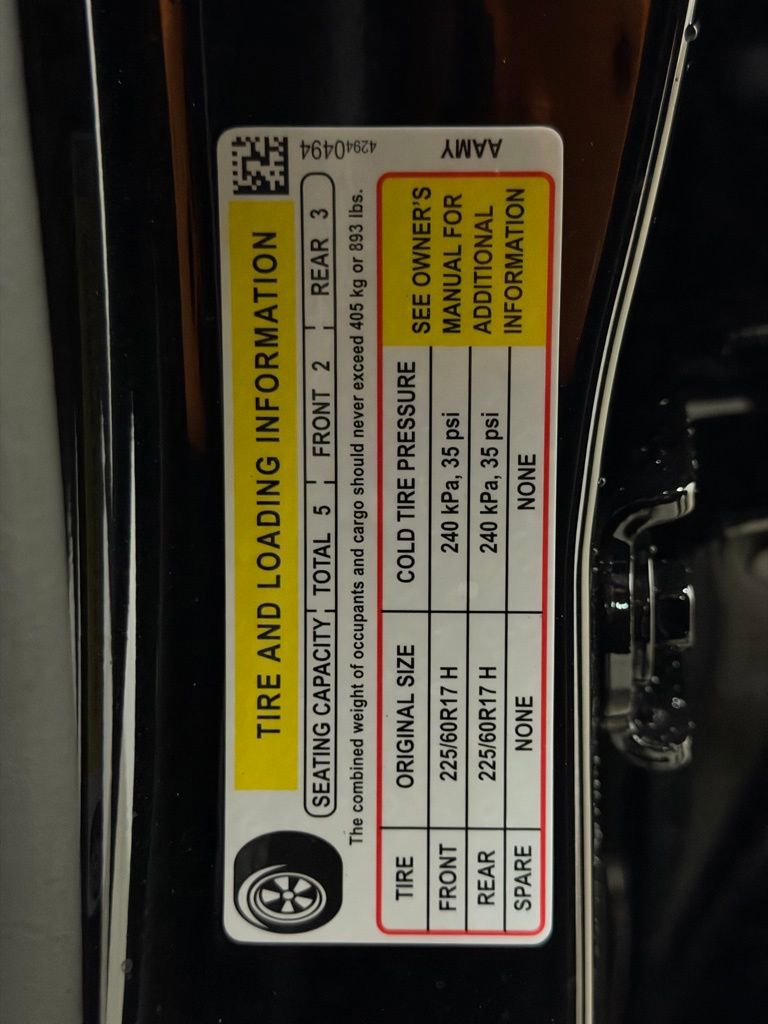 TIRE AND LOADING INFORMATION
42940494
AAMY
SEATING CAPACITY TOTAL 5 FRONT 2 REAR 3
The combined weight of occupants and cargo should never exceed 405 kg or 893 lbs.
TIRE ORIGINAL SIZE COLD TIRE PRESSURE
FRONT 225/60R17 H 240 kPa, 35 psi
REAR 225/60R17 H 240 kPa, 35 psi
SPARE NONE NONE
SEE OWNER'S
MANUAL FOR
ADDITIONAL
INFORMATION